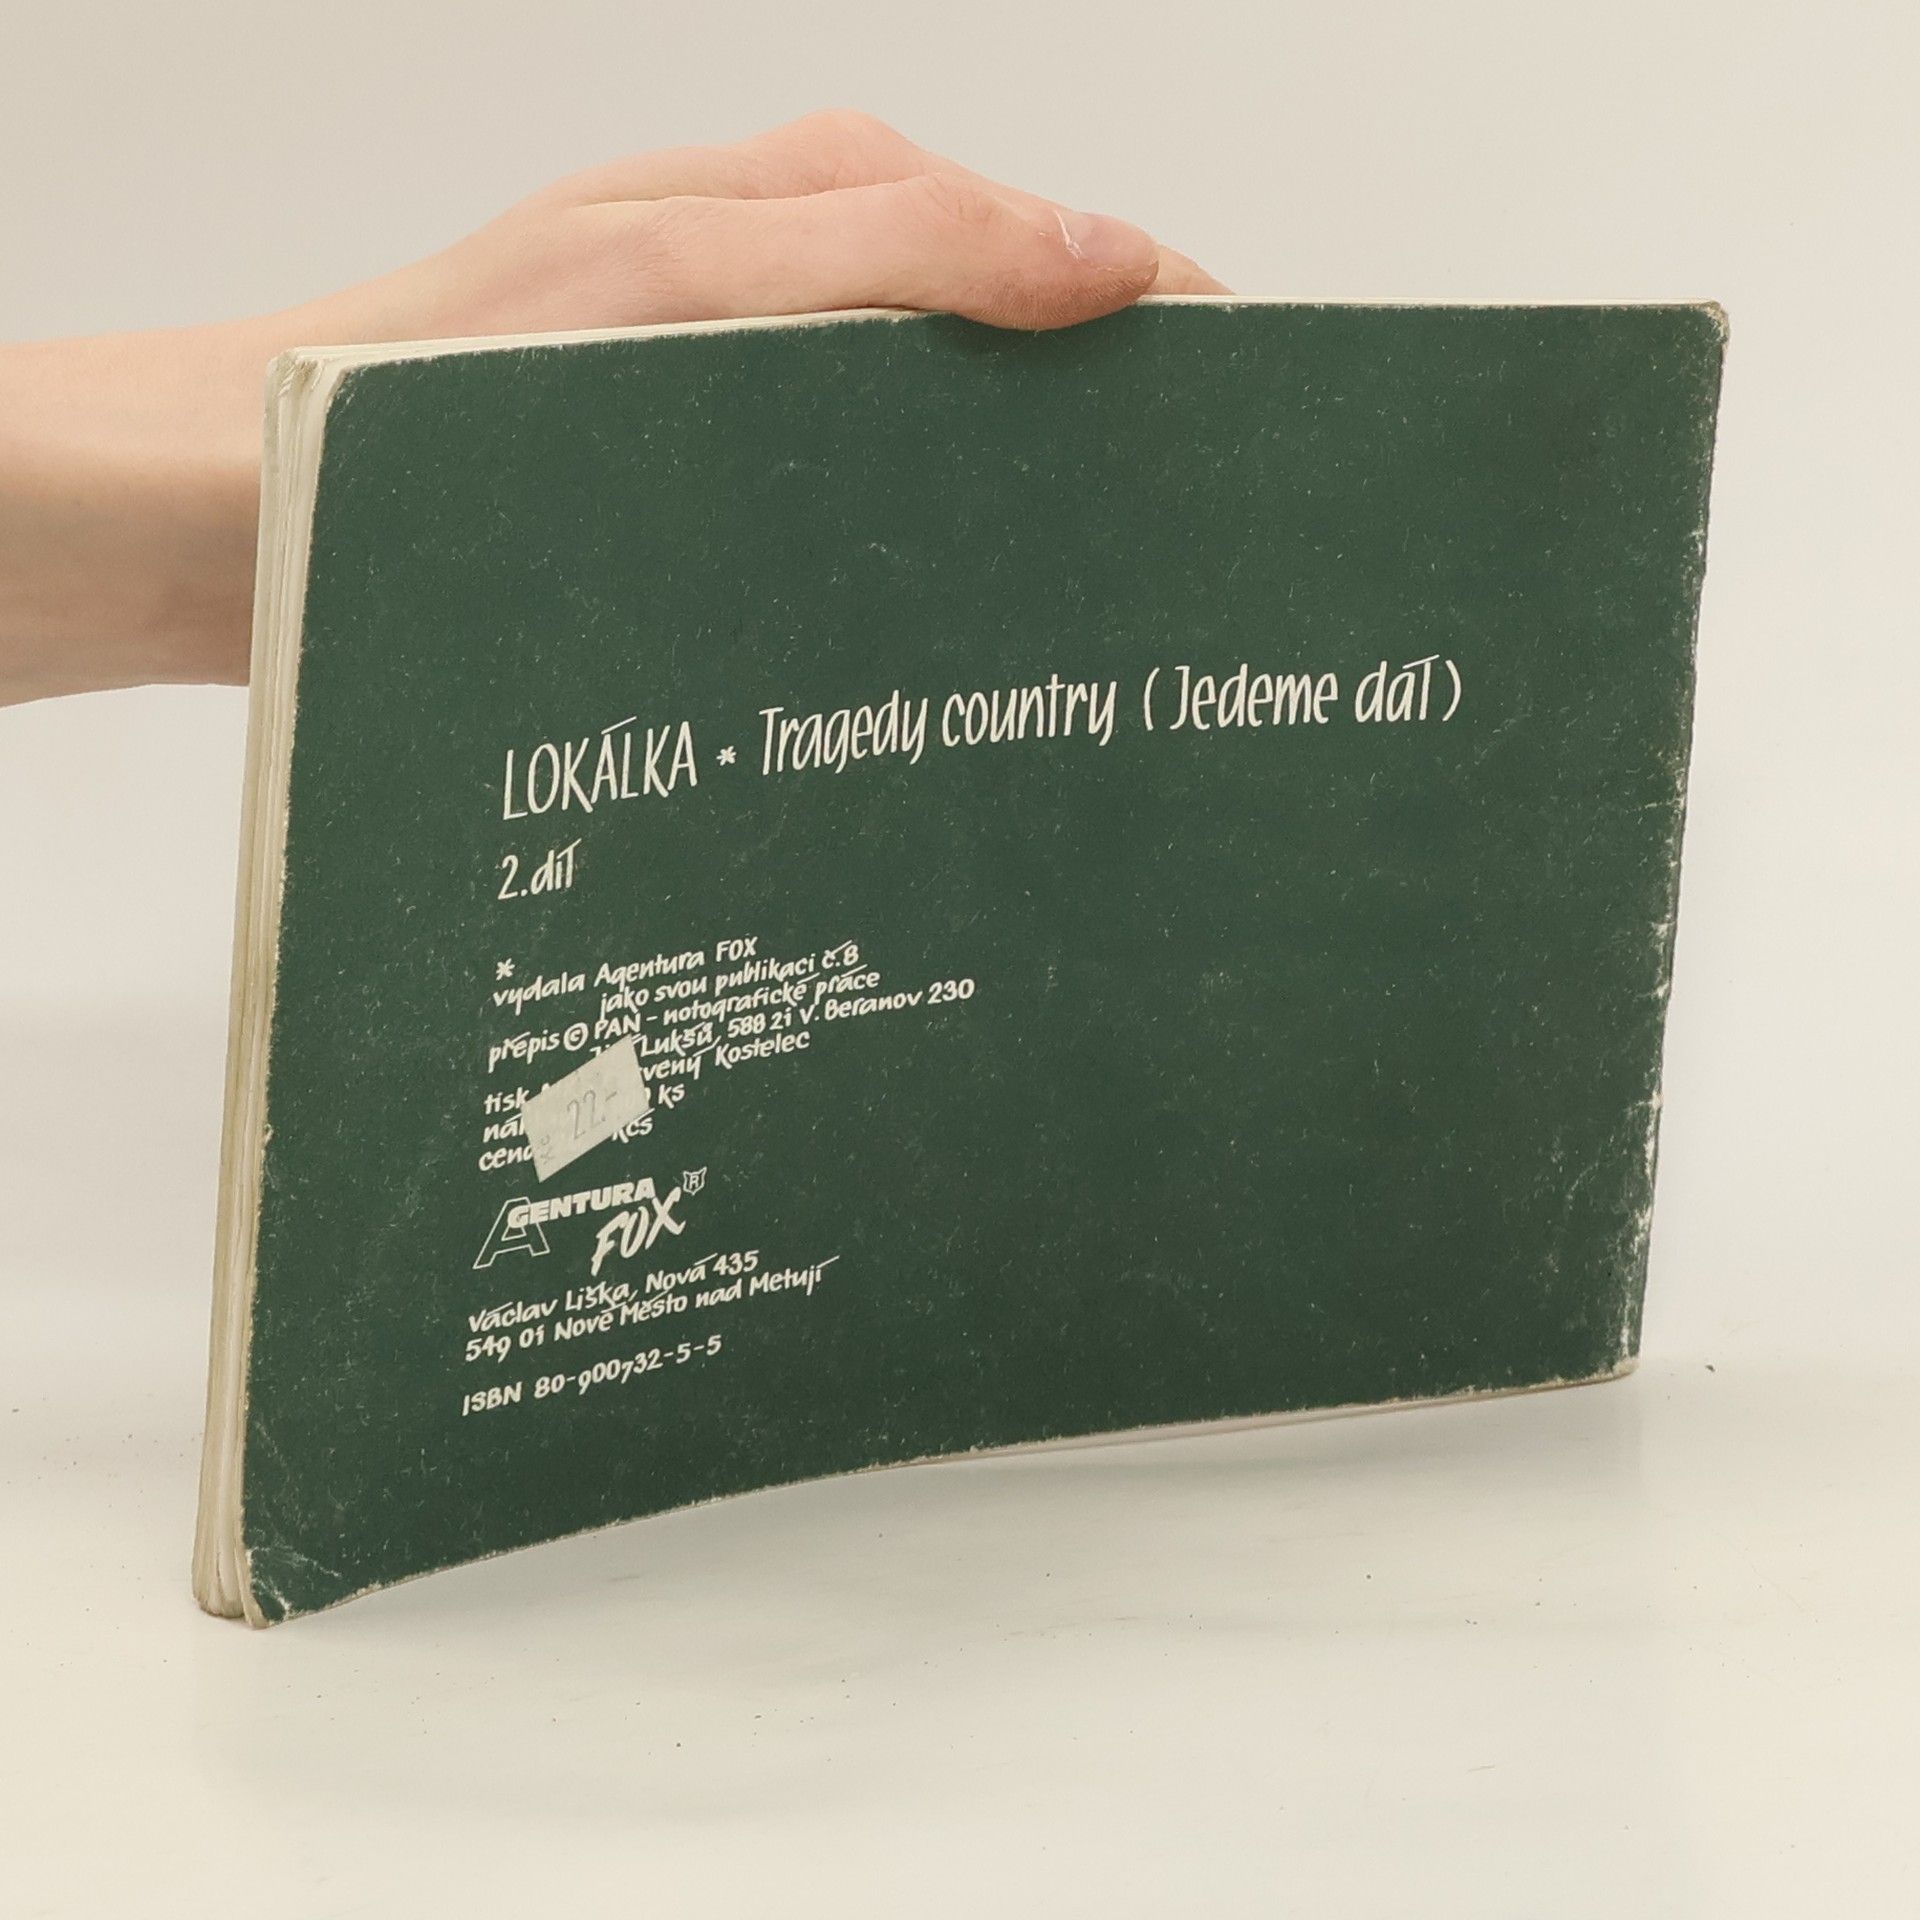 LOKÁLKA * Tragedy country (Jedeme dál)
2. díl
*
vydala Agentura FOX
jako svou publikaci č.8
přepis © PAN - notografické práce
Lukšů, 588 21 V. Beranov 230
tisk Kostelec
ks
Kčs
22.-
AGENTURA FOX R
Václav Liška, Nová 435
549 01 Nové Město nad Metují
ISBN 80-900732-5-5